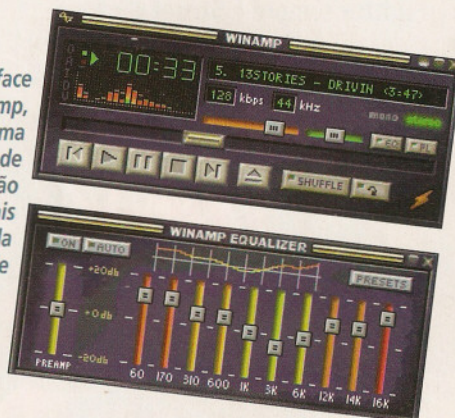 face
mp,
ma
de
ão
is
da
e
WINAMP
00:33
5. 13STORIES - DRIVIN <3:47>
128 kbps 44 kHz
mono stereo
EQ PL
SHUFFLE
WINAMP EQUALIZER
ON AUTO PRESETS
+20db
+0db
-20db
PREAMP 60 170 310 600 1K 3K 6K 12K 14K 16K